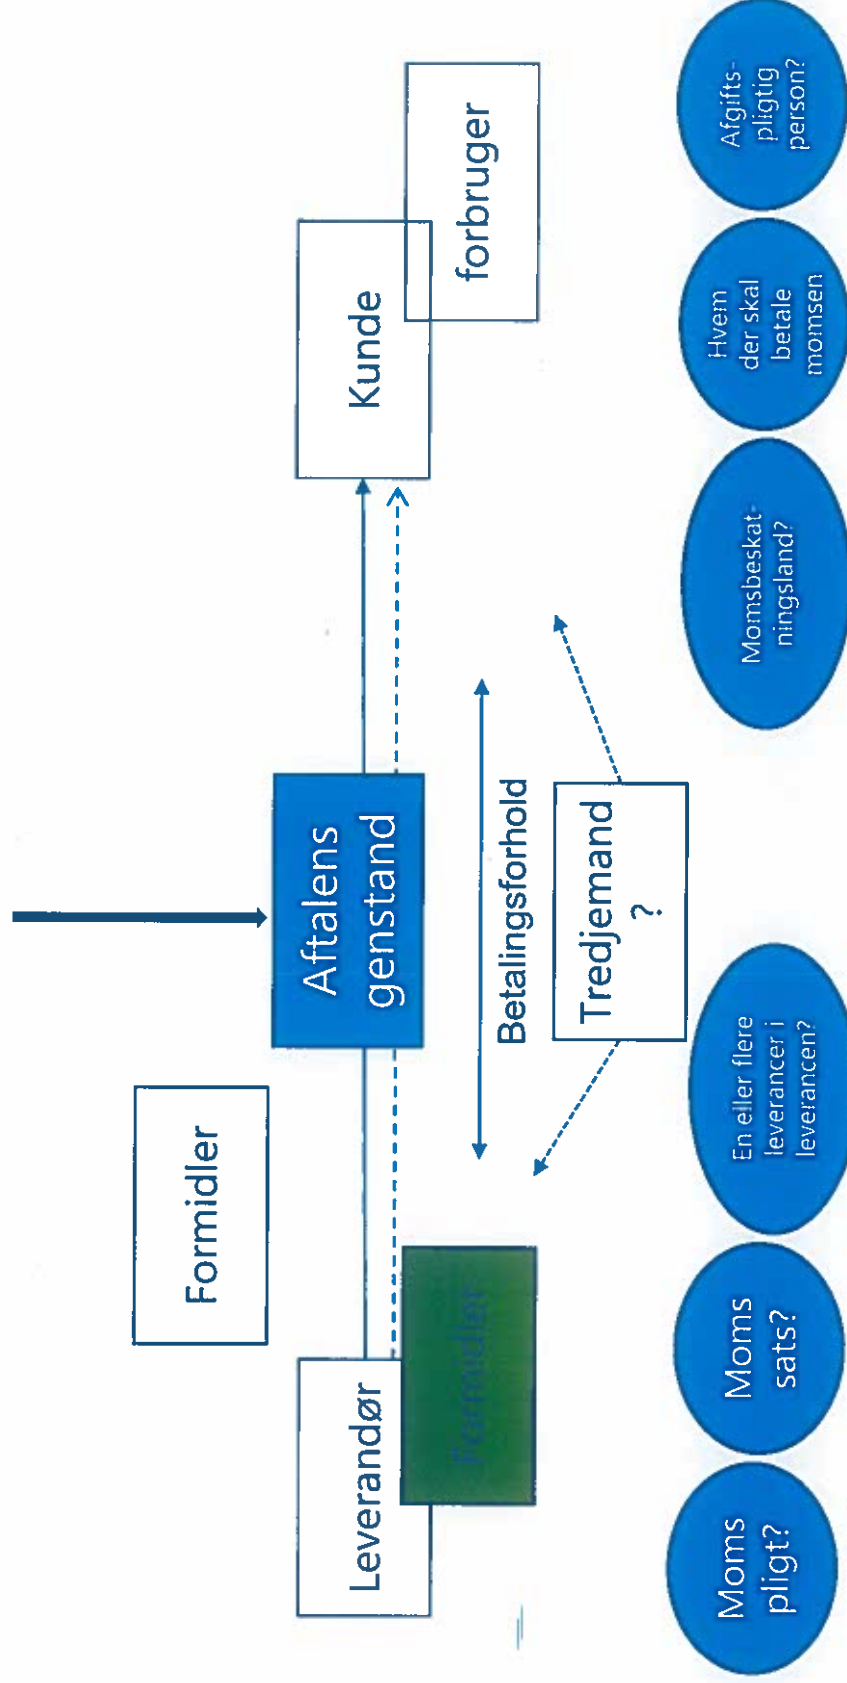 Formidler
Leverandør
Formidler
Aftalens
genstand
Kunde
forbruger
Betalingsforhold
Tredjemand
?
Moms
pligt?
Moms
sats?
En eller flere
leverancer i
leverancen?
Momsbeskat-
ningsland?
Hvem
der skal
betale
momsen
Afgifts-
pligtig
person?